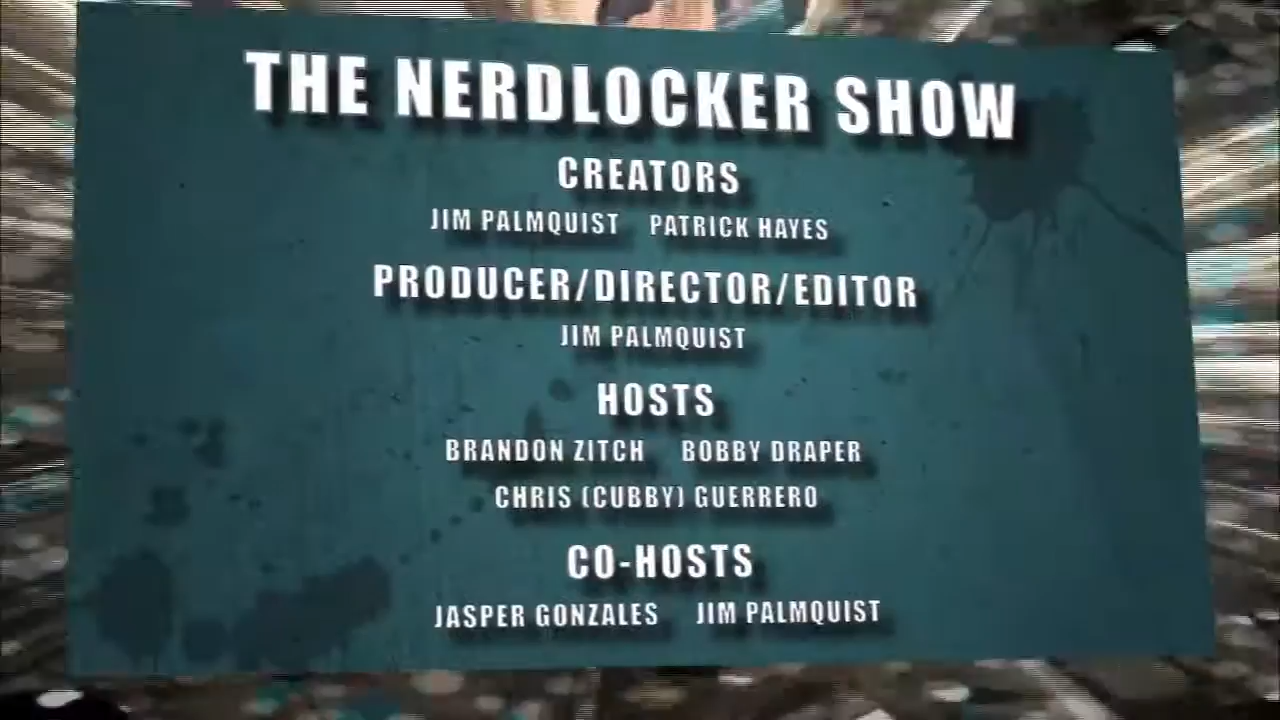 THE NERDLOCKER SHOW
CREATORS
JIM PALMQUIST PATRICK HAYES
PRODUCER/DIRECTOR/EDITOR
JIM PALMQUIST
HOSTS
BRANDON ZITCH BOBBY DRAPER
CHRIS (CUBBY) GUERRERO
CO-HOSTS
JASPER GONZALES JIM PALMQUIST